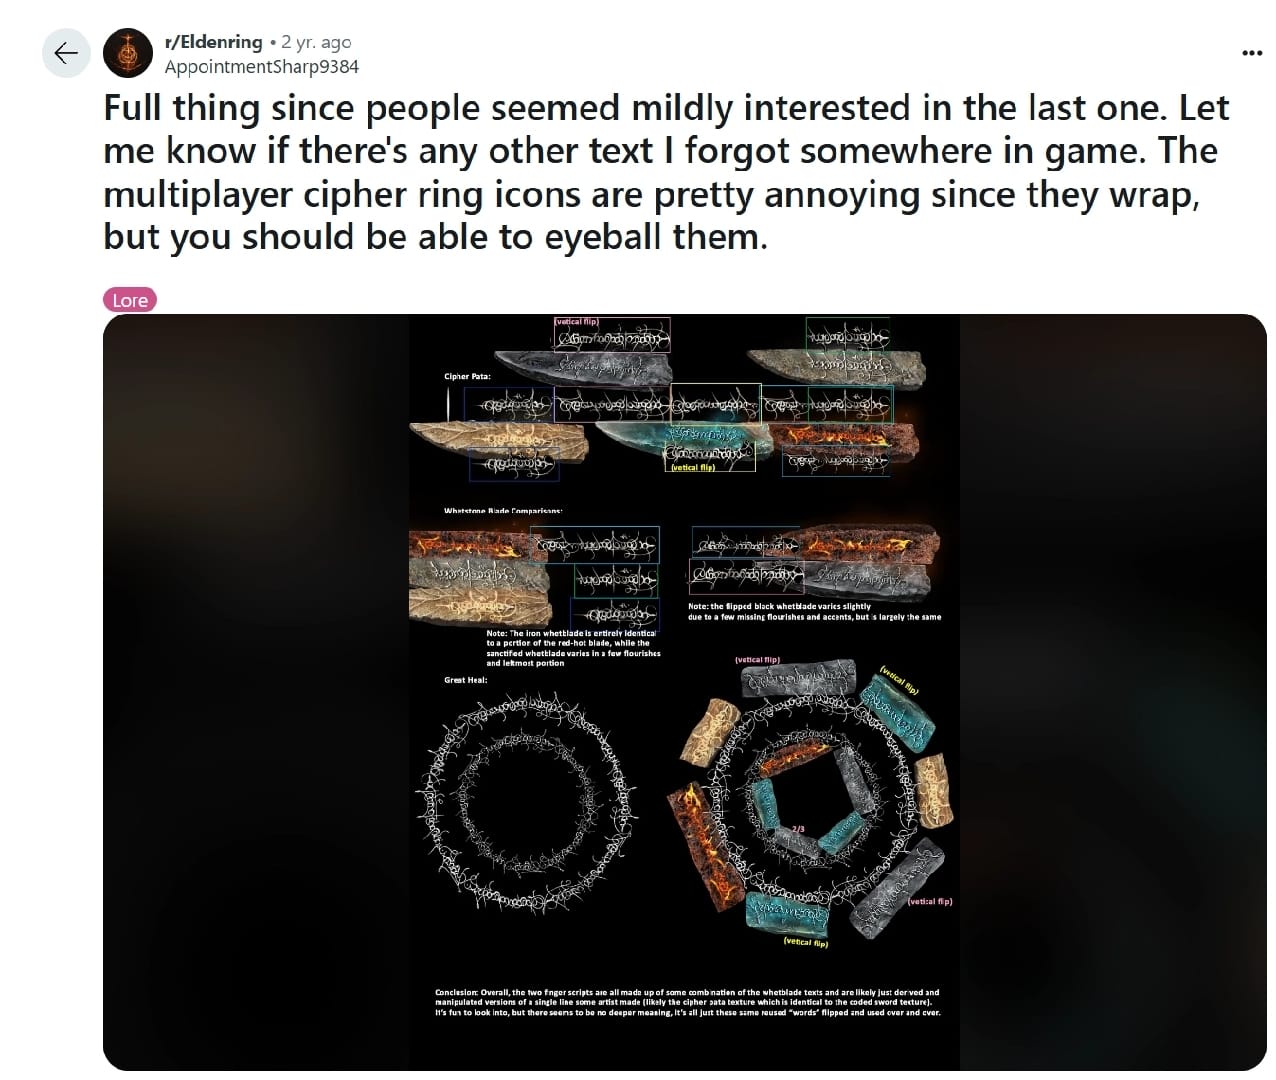 r/Eldenring • 2 yr. ago
AppointmentSharp9384
Full thing since people seemed mildly interested in the last one. Let
me know if there's any other text I forgot somewhere in game. The
multiplayer cipher ring icons are pretty annoying since they wrap,
but you should be able to eyeball them.
Lore
(vetical flip)
Cipher Pata:
(vetical flip)
Whetstone Blade Comparisons:
Note: the flipped black whetblade varies slightly
due to a few missing flourishes and accents, but is largely the same
Note: The iron whetblade is entirely identical
to a portion of the red-hot blade, while the
sanctified whetblade varies in a few flourishes
and leftmost portion
(vetical flip)
(vetical flip)
Great Heal:
2/3
(vetical flip)
(vetical flip)
Conclusion: Overall, the two finger scripts are all made up of some combination of the whetblade texts and are likely just derived and
manipulated versions of a single line some artist made (likely the cipher pata texture which is identical to the coded sword texture).
It's fun to look into, but there seems to be no deeper meaning, it's all just these same reused "words" flipped and used over and over.